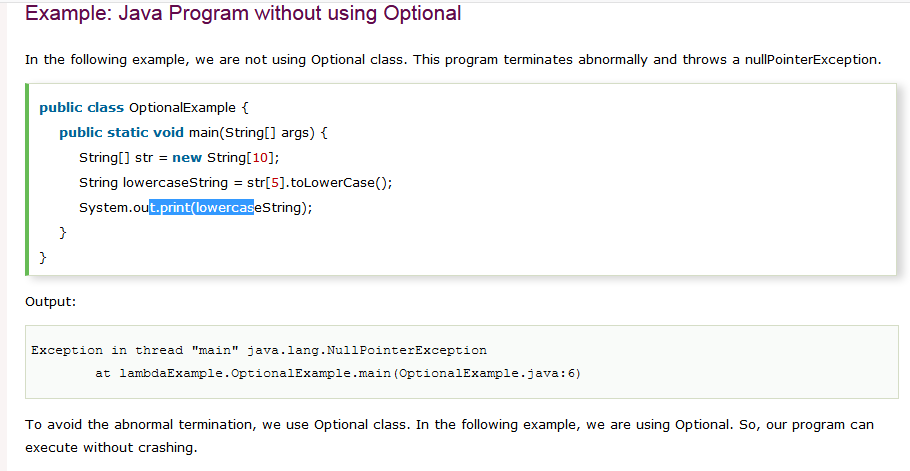 Example: Java Program without using Optional
In the following example, we are not using Optional class. This program terminates abnormally and throws a nullPointerException.
public class OptionalExample {
public static void main(String[] args) {
String[] str = new String[10];
String lowercaseString = str[5].toLowerCase();
System.out.print(lowercaseString);
}
}
Output:
Exception in thread "main" java.lang.NullPointerException
at lambdaExample.OptionalExample.main(OptionalExample.java:6)
To avoid the abnormal termination, we use Optional class. In the following example, we are using Optional. So, our program can
execute without crashing.